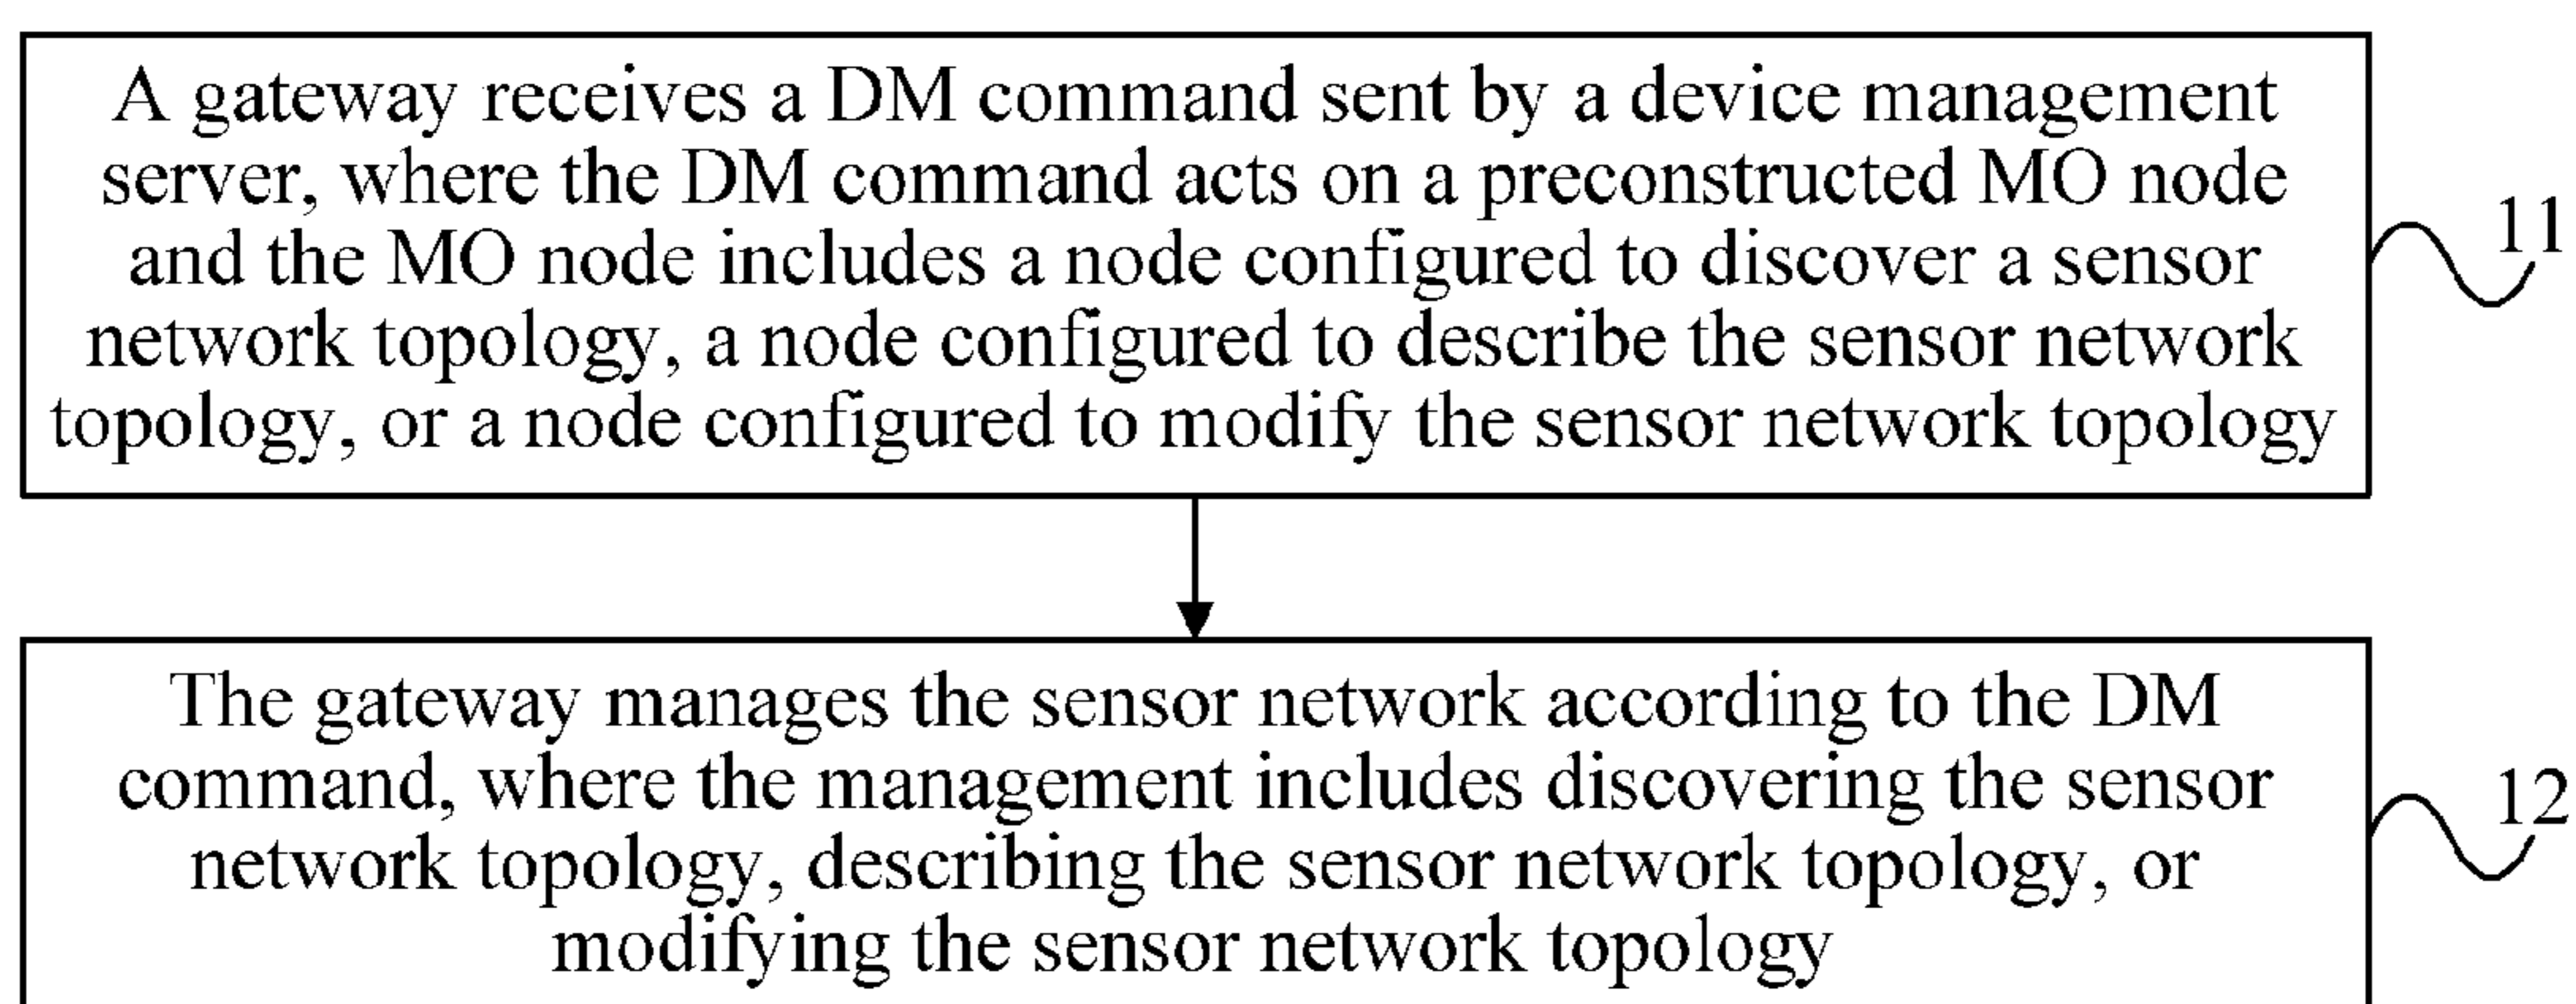 A gateway receives a DM command sent by a device management
server, where the DM command acts on a preconstructed MO node
and the MO node includes a node configured to discover a sensor
network topology, a node configured to describe the sensor network
topology, or a node configured to modify the sensor network topology
11
The gateway manages the sensor network according to the DM
command, where the management includes discovering the sensor
network topology, describing the sensor network topology, or
modifying the sensor network topology
12